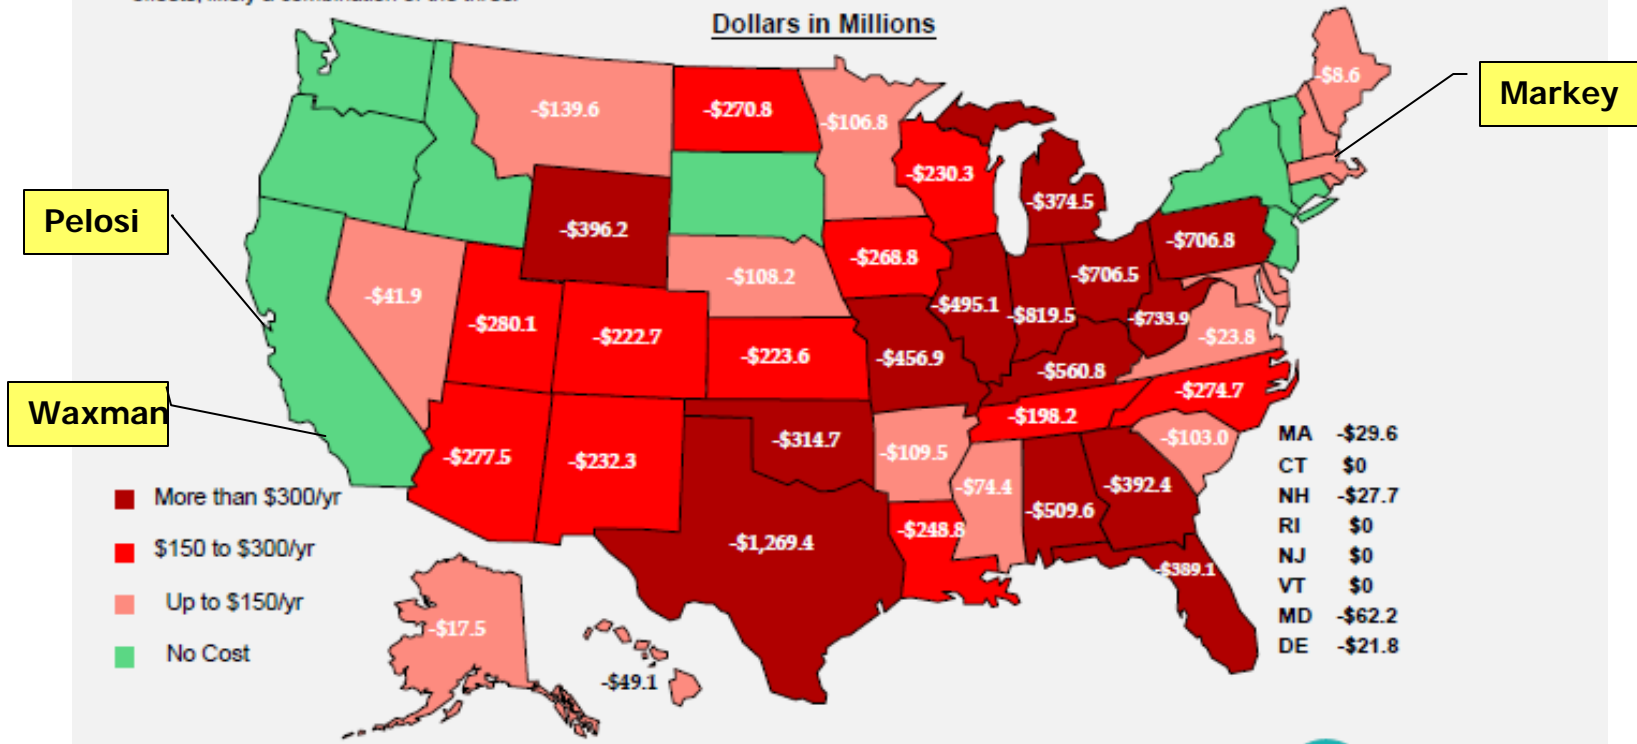 Dollars in Millions
-$8.6
Markey
-$139.6
-$270.8
-$106.8
-$230.3
-$374.5
Pelosi
-$396.2
-$706.8
-$268.8
-$706.5
-$108.2
-$41.9
-$495.1
-$819.5
-$733.9
-$280.1
-$222.7
-$223.6
-$456.9
-$23.8
-$560.8
-$274.7
Waxman
-$198.2
-$277.5
-$232.3
-$314.7
-$109.5
-$103.0
-$74.4
-$392.4
-$509.6
-$1,269.4
-$248.8
-$389.1
MA -$29.6
CT $0
NH -$27.7
RI $0
NJ $0
VT $0
MD -$62.2
DE -$21.8
More than $300/yr
$150 to $300/yr
Up to $150/yr
No Cost
-$17.5
-$49.1